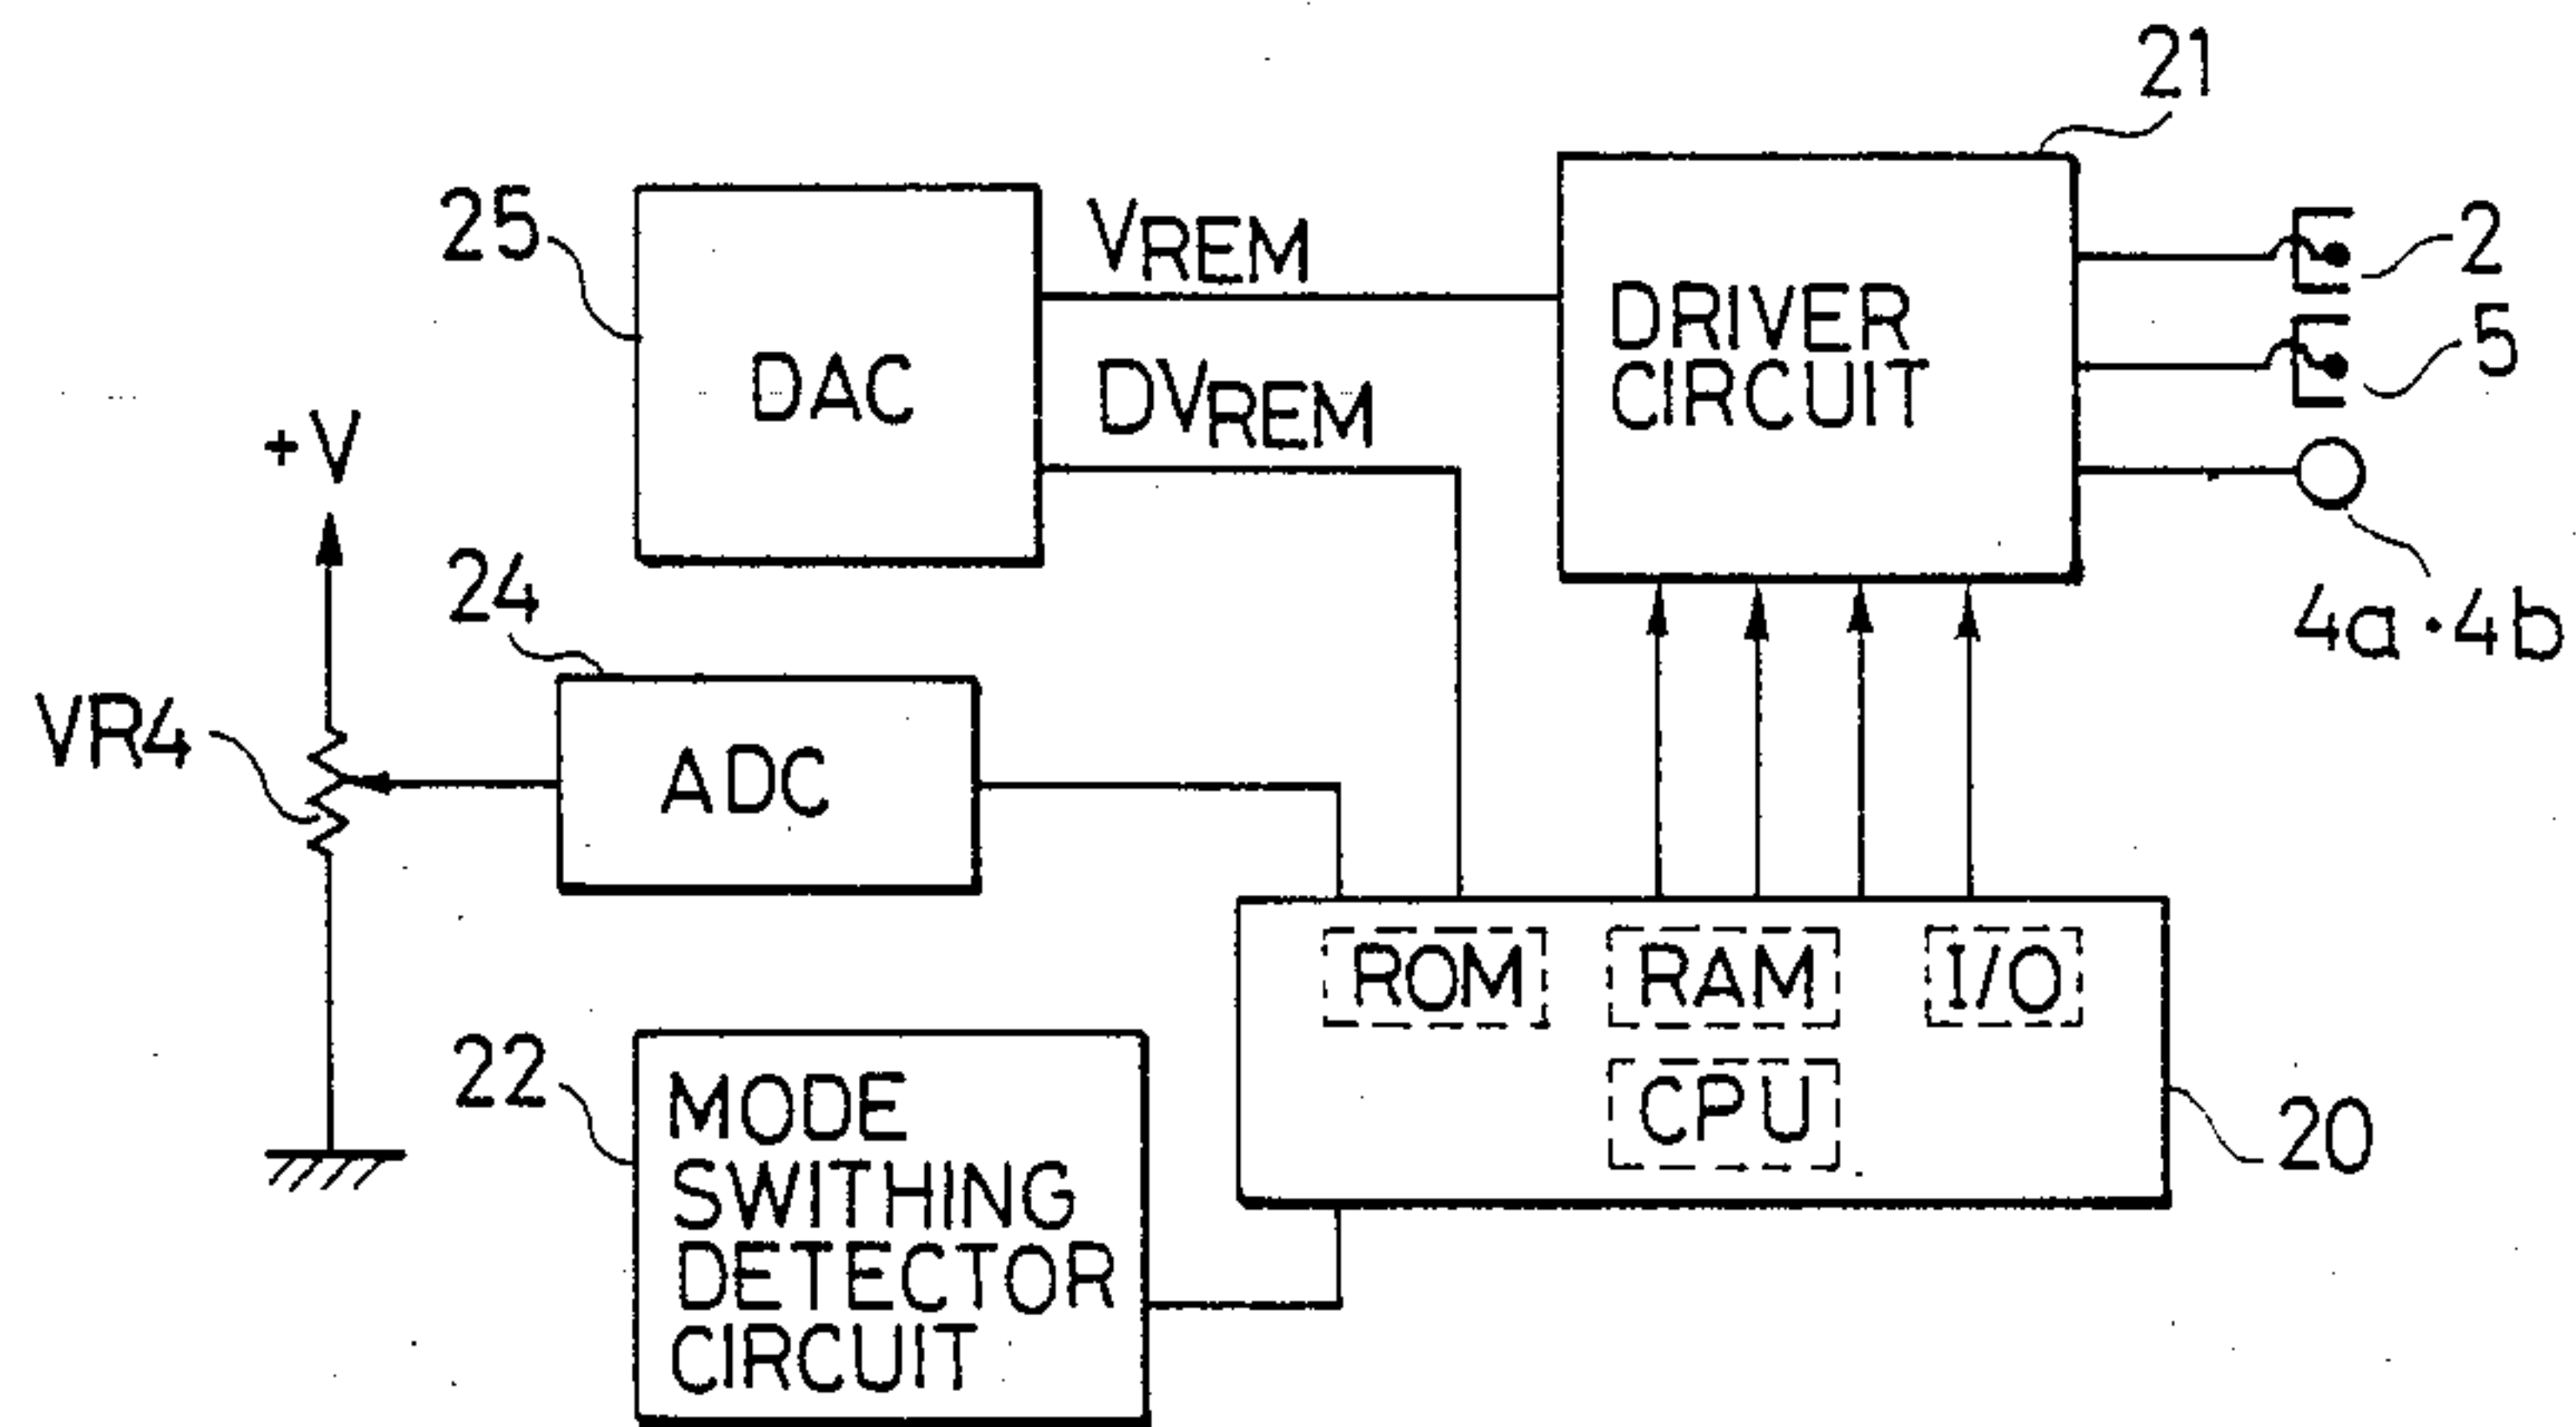 21
25
VREM
2
DRIVER
CIRCUIT
5
DAC
DVREM
+V
24
4a·4b
VR4
ADC
ROM
RAM
I/O
CPU
22
MODE
SWITHING
DETECTOR
CIRCUIT
20